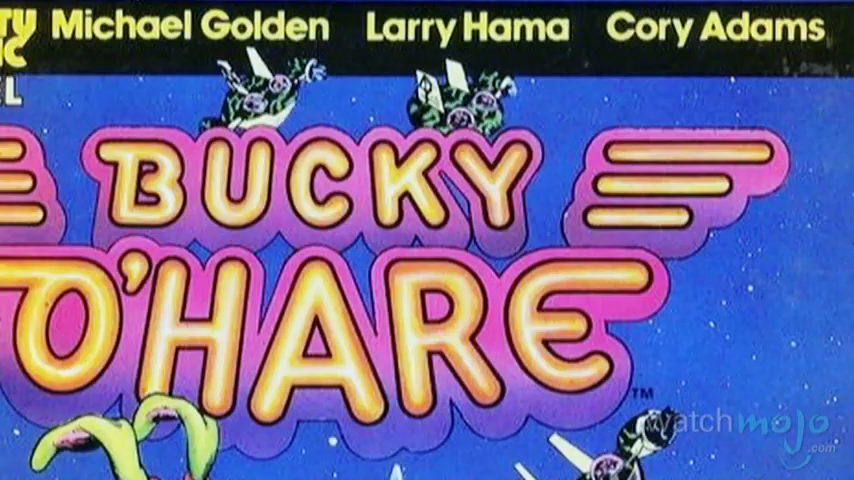 Michael Golden Larry Hama Cory Adams
BUCKY
O'HARE
TM
watchmojo
.com